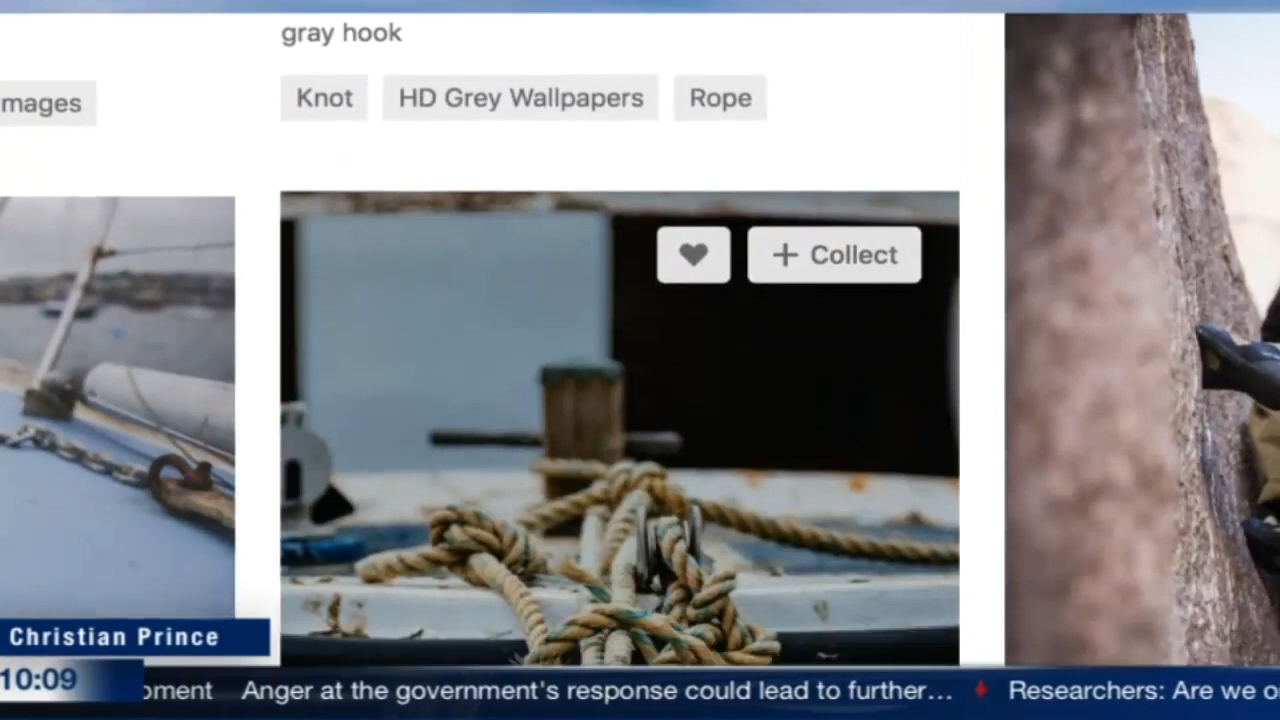 gray hook
mages
Knot
HD Grey Wallpapers
Rope
+ Collect
Christian Prince
10:09
oment Anger at the government's response could lead to further... Researchers: Are we o